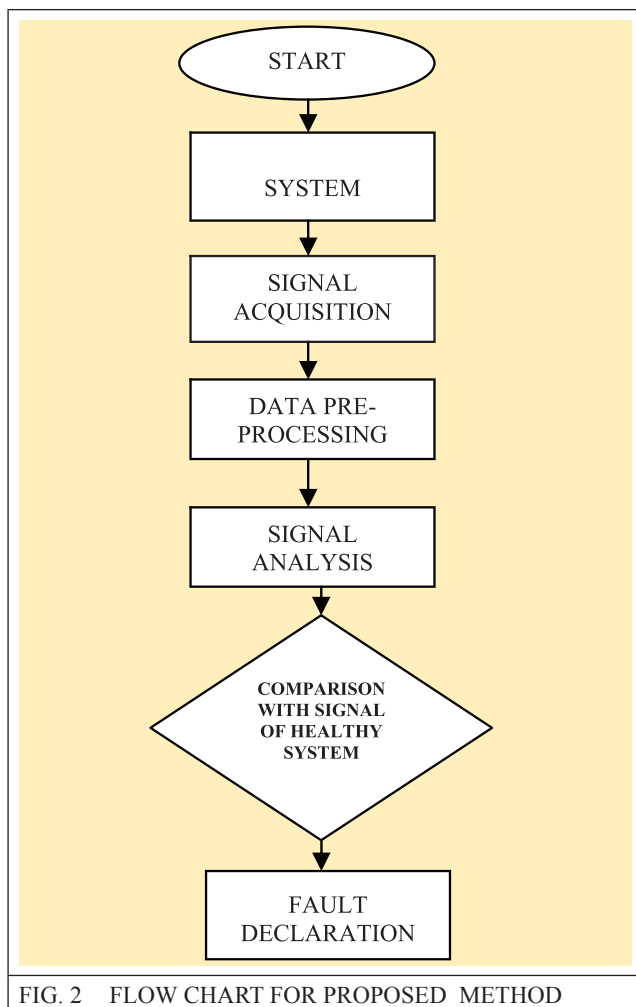 START
SYSTEM
SIGNAL
ACQUISITION
DATA PRE-
PROCESSING
SIGNAL
ANALYSIS
COMPARISON
WITH SIGNAL
OF HEALTHY
SYSTEM
FAULT
DECLARATION
FIG. 2 FLOW CHART FOR PROPOSED METHOD